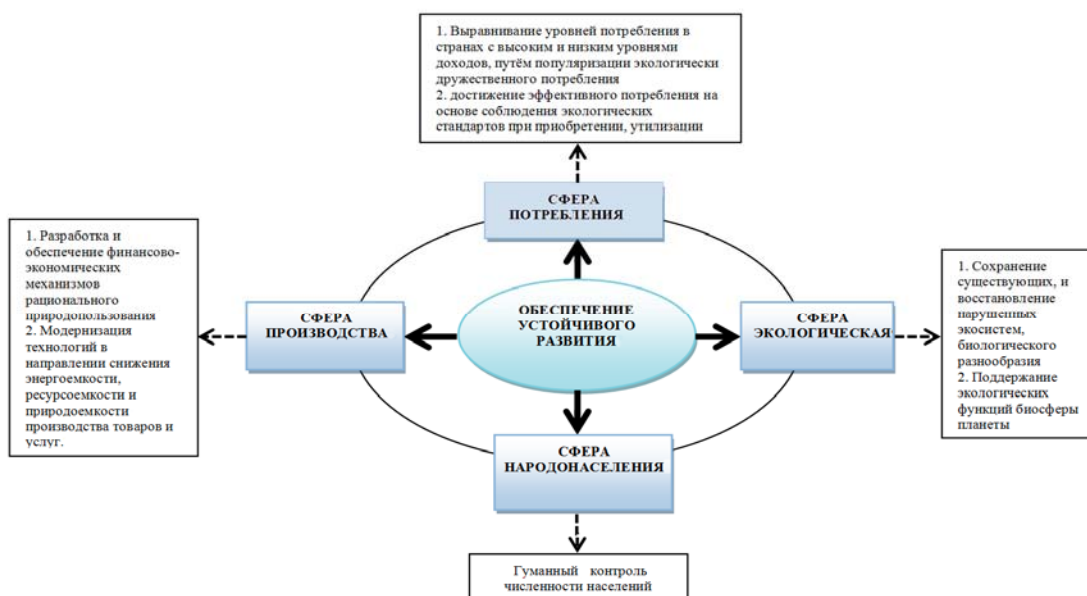 1. Выравнивание уровней потребления в
странах с высоким и низким уровнями
доходов, путём популяризации экологически
дружественного потребления
2. достижение эффективного потребления на
основе соблюдения экологических
стандартов при приобретении, утилизации
СФЕРА
ПОТРЕБЛЕНИЯ
1. Разработка и
обеспечение финансово-
экономических
механизмов
рационального
природопользования
2. Модернизация
технологий в
направлении снижения
энергоемкости,
ресурсоемкости и
природоемкости
производства товаров и
услуг.
СФЕРА
ПРОИЗВОДСТВА
ОБЕСПЕЧЕНИЕ
УСТОЙЧИВОГО
РАЗВИТИЯ
СФЕРА
ЭКОЛОГИЧЕСКАЯ
1. Сохранение
существующих, и
восстановление
нарушенных
экосистем,
биологического
разнообразия
2. Поддержание
экологических
функций биосферы
планеты
СФЕРА
НАРОДОНАСЕЛЕНИЯ
Гуманный контроль
численности населений